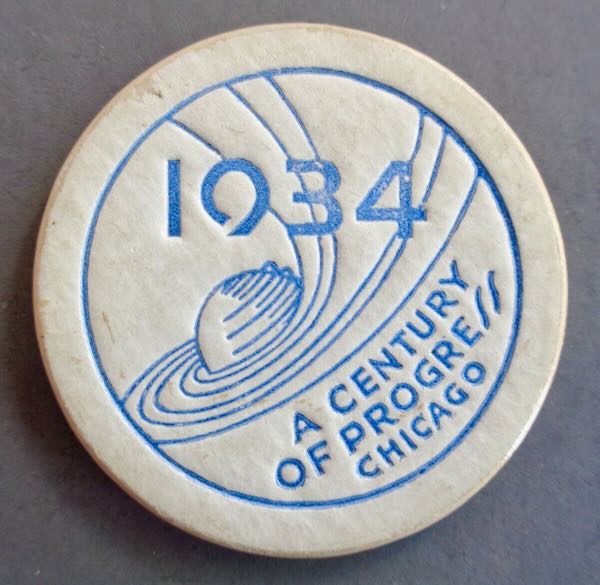 1934
A CENTURY
OF PROGRESS
CHICAGO